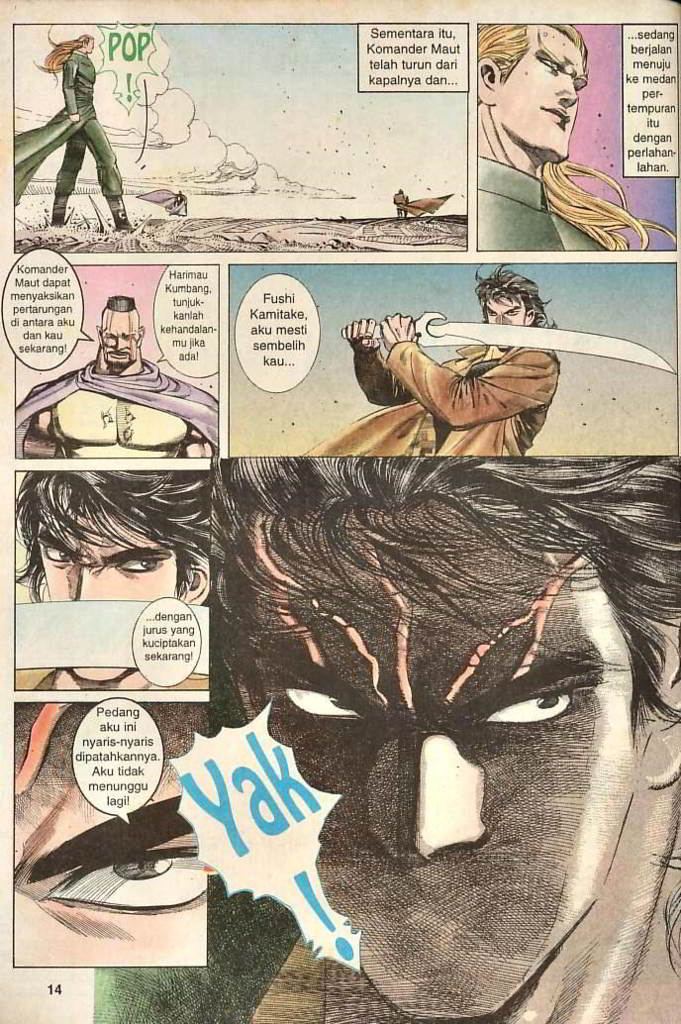 POP
!
Sementara itu,
Komander Maut
telah turun dari
kapalnya dan...
...sedang
berjalan
menuju
ke medan
per-
tempuran
itu
dengan
perlahan-
lahan.
Komander
Maut dapat
menyaksikan
pertarungan
di antara aku
dan kau
sekarang!
Harimau
Kumbang,
tunjuk-
kanlah
kehandalan-
mu jika
ada!
Fushi
Kamitake,
aku mesti
sembelih
kau...
...dengan
jurus yang
kuciptakan
sekarang!
Pedang
aku ini
nyaris-nyaris
dipatahkannya.
Aku tidak
menunggu
lagi!
Yak
!
14